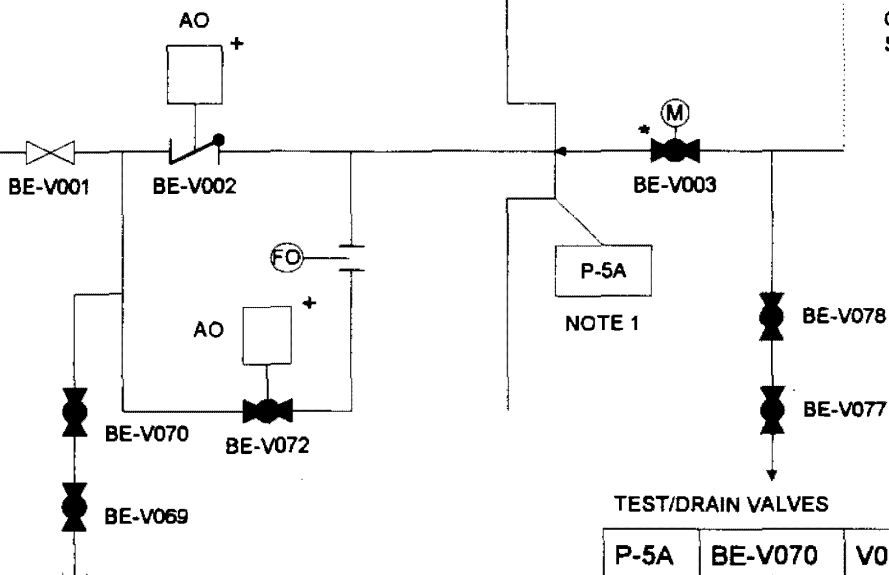 AO
+
M
*
BE-V001
BE-V002
BE-V003
FO
P-5A
AO
+
NOTE 1
BE-V078
BE-V070
BE-V072
BE-V077
BE-V069
TEST/DRAIN VALVES
P-5A BE-V070